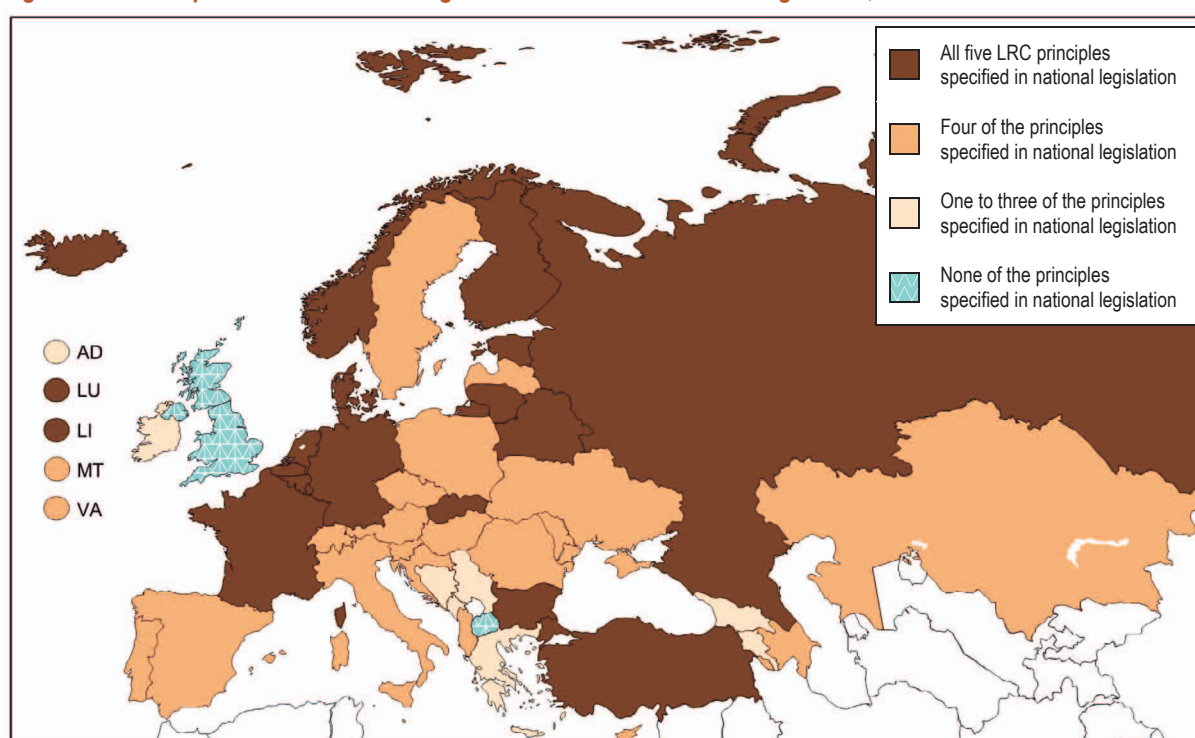 All five LRC principles
specified in national legislation
Four of the principles
specified in national legislation
One to three of the principles
specified in national legislation
None of the principles
specified in national legislation
AD
LU
LI
MT
VA